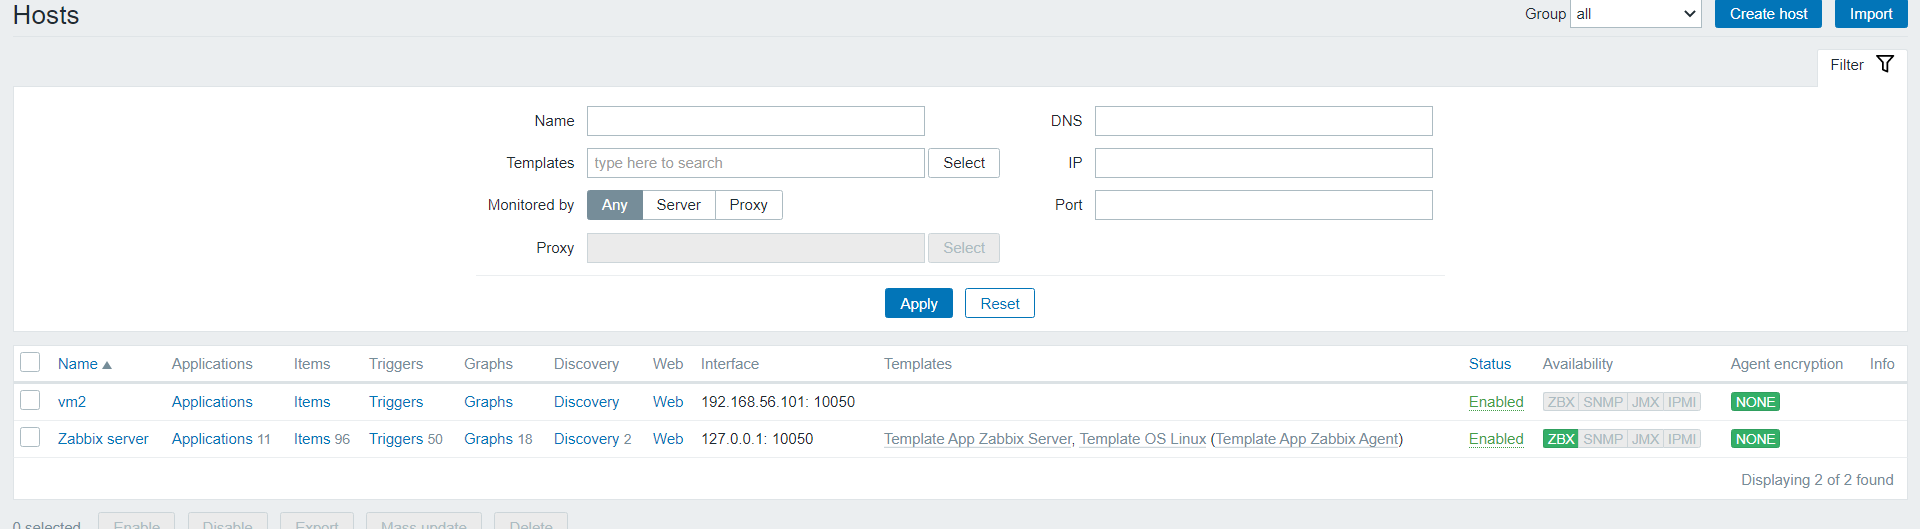 Hosts Group all Create host Import
Filter
Name DNS
Templates type here to search Select IP
Monitored by Any Server Proxy Port
Proxy Select
Apply Reset
Name Applications Items Triggers Graphs Discovery Web Interface Templates Status Availability Agent encryption Info
vm2 Applications Items Triggers Graphs Discovery Web 192.168.56.101: 10050 Enabled ZBX SNMP JMX IPMI NONE
Zabbix server Applications 11 Items 96 Triggers 50 Graphs 18 Discovery 2 Web 127.0.0.1: 10050 Template App Zabbix Server, Template OS Linux (Template App Zabbix Agent) Enabled ZBX SNMP JMX IPMI NONE
Displaying 2 of 2 found
0 selected Enable Disable Export Mass update Delete